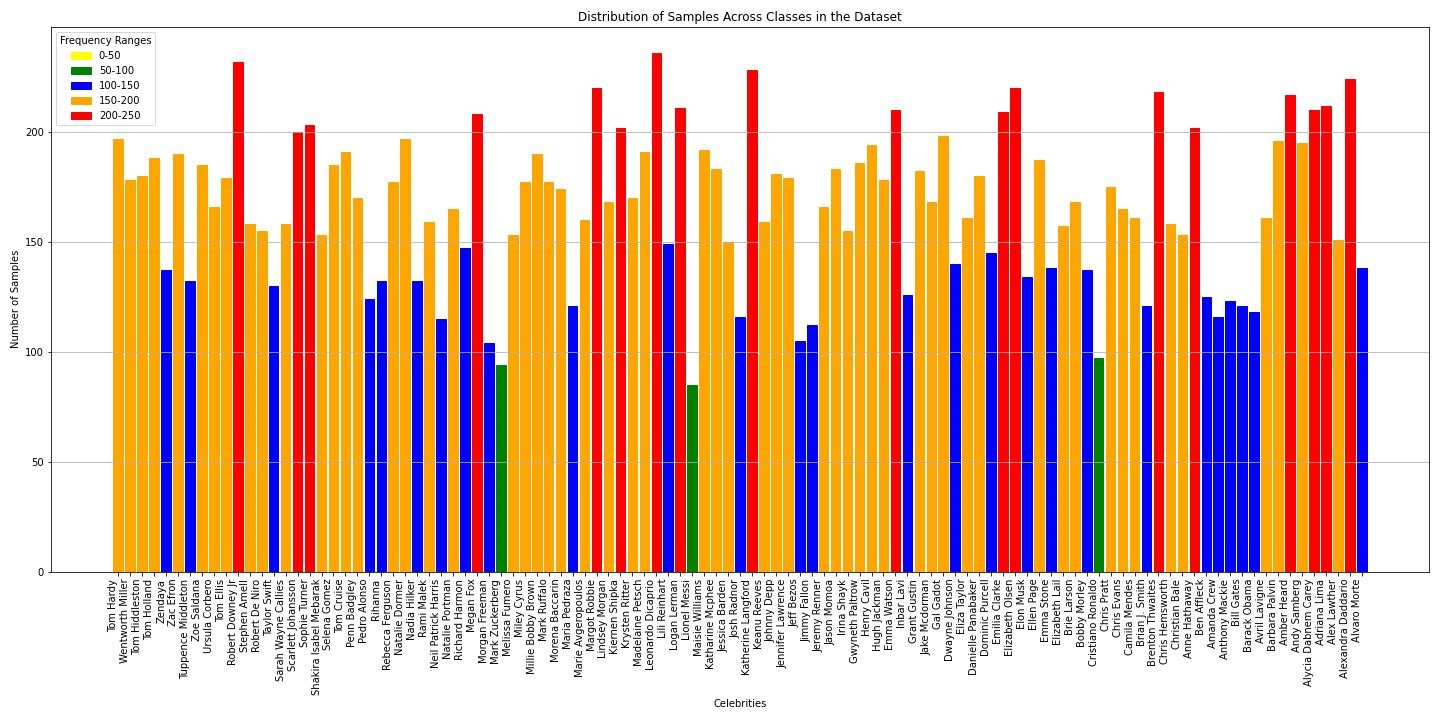 Distribution of Samples Across Classes in the Dataset
Frequency Ranges
0-50
50-100
100-150
150-200
200-250
Number of Samples
200
150
100
50
0
Tom Hardy
Wentworth Miller
Tom Hiddleston
Tom Holland
Zendaya
Zac Efron
Tuppence Middleton
Zoe Saldana
Ursula Corbero
Tom Ellis
Robert Downey Jr
Stephen Amell
Robert De Niro
Taylor Swift
Sarah Wayne Callies
Scarlett Johansson
Sophie Turner
Shakira Isabel Mebarak
Selena Gomez
Tom Cruise
Penn Badgley
Pedro Alonso
Rihanna
Rebecca Ferguson
Natalie Dormer
Nadia Hilker
Rami Malek
Neil Patrick Harris
Natalie Portman
Richard Harmon
Megan Fox
Morgan Freeman
Mark Zuckerberg
Melissa Fumero
Miley Cyrus
Millie Bobby Brown
Mark Ruffalo
Morena Baccarin
Maria Pedraza
Marie Avgeropoulos
Margot Robbie
Lindsey Morgan
Kiernen Shipka
Krysten Ritter
Madelaine Petsch
Leonardo Dicaprio
Lili Reinhart
Logan Lerman
Lionel Messi
Maisie Williams
Katharine Mcphee
Jessica Barden
Josh Radnor
Katherine Langford
Keanu Reeves
Johnny Depp
Jennifer Lawrence
Jeff Bezos
Jimmy Fallon
Jeremy Renner
Jason Momoa
Irina Shayk
Gwyneth Paltrow
Henry Cavil
Hugh Jackman
Emma Watson
Inbar Lavi
Grant Gustin
Jake Mcdorman
Gal Gadot
Dwayne Johnson
Eliza Taylor
Danielle Panabaker
Dominic Purcell
Emilia Clarke
Elizabeth Olsen
Elon Musk
Ellen Page
Emma Stone
Elizabeth Lail
Brie Larson
Bobby Morley
Cristiano Ronaldo
Chris Pratt
Chris Evans
Camila Mendes
Brian J. Smith
Brenton Thwaites
Chris Hemsworth
Christian Bale
Anne Hathaway
Ben Affleck
Amanda Crew
Anthony Mackie
Bill Gates
Barack Obama
Avril Lavigne
Barbara Palvin
Amber Heard
Andy Samberg
Alycia Dabnem Carey
Adriana Lima
Alex Lawther
Alexandra Daddario
Alvaro Morte
Celebrities